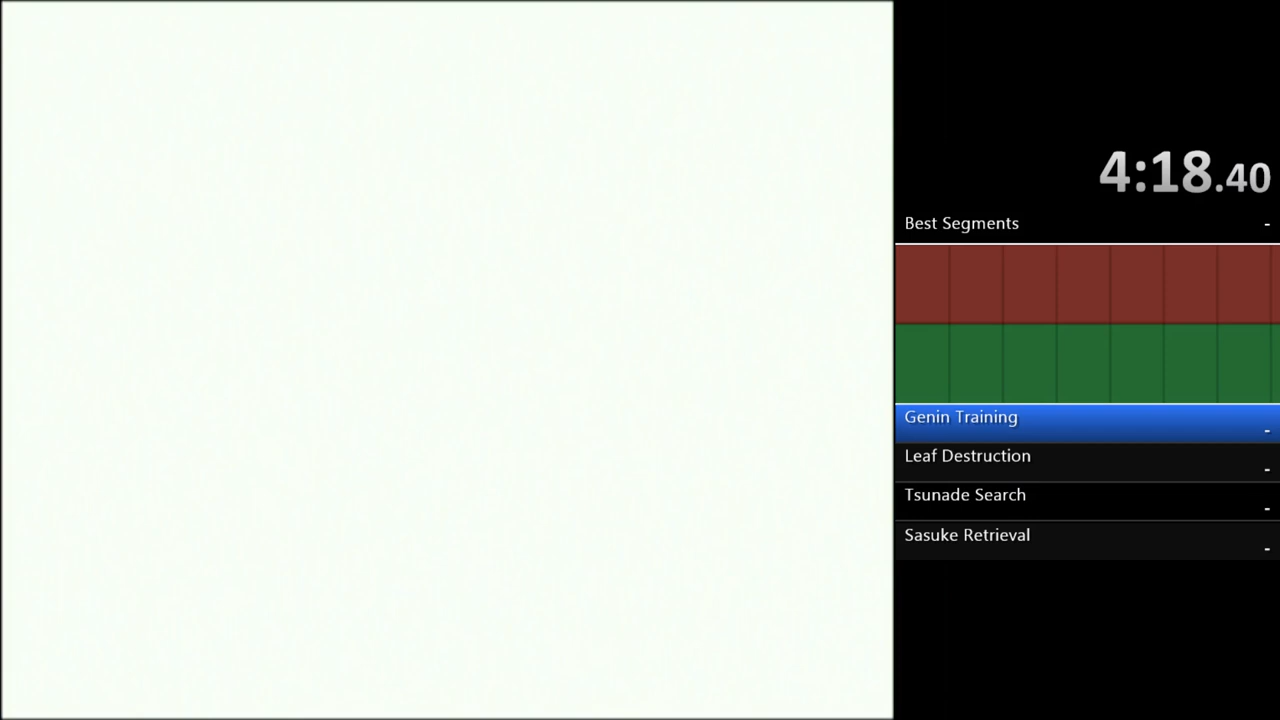 4:18.40
Best Segments -
Genin Training -
Leaf Destruction -
Tsunade Search -
Sasuke Retrieval -